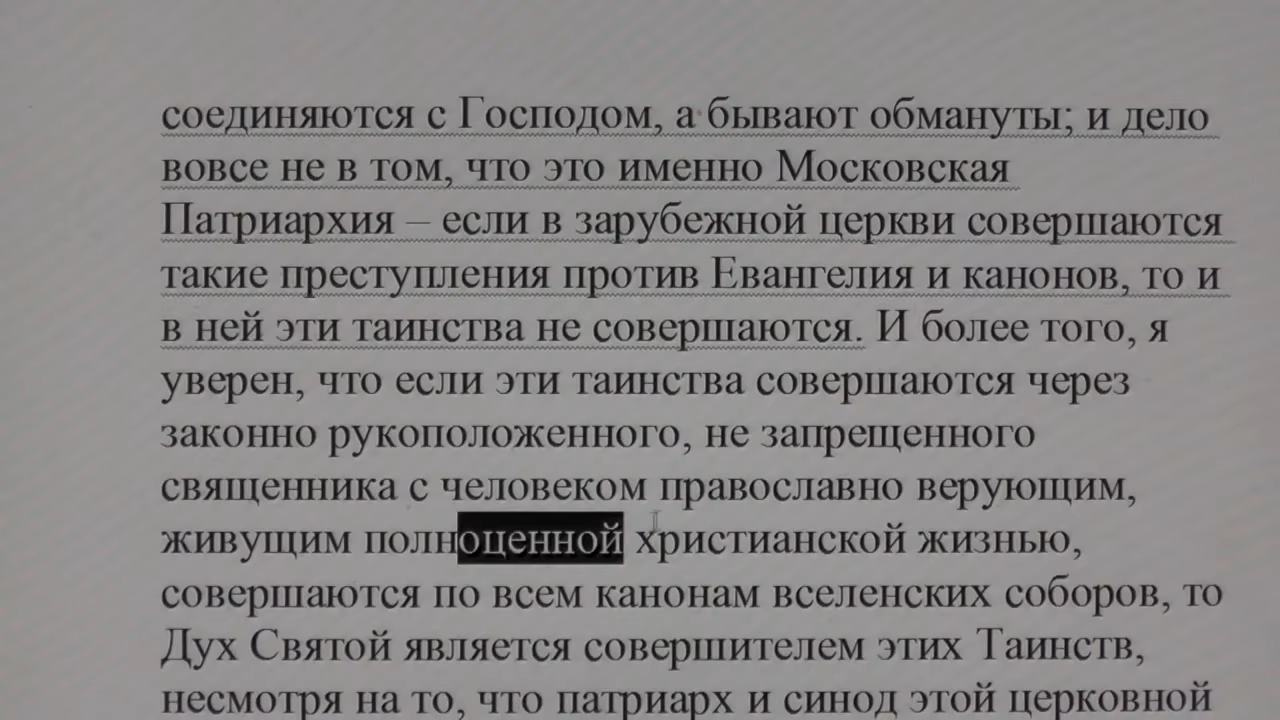 соединяются с Господом, а бывают обмануты; и дело
вовсе не в том, что это именно Московская
Патриархия – если в зарубежной церкви совершаются
такие преступления против Евангелия и канонов, то и
в ней эти таинства не совершаются. И более того, я
уверен, что если эти таинства совершаются через
законно рукоположенного, не запрещенного
священника с человеком православно верующим,
живущим полноценной христианской жизнью,
совершаются по всем канонам вселенских соборов, то
Дух Святой является совершителем этих Таинств,
несмотря на то, что патриарх и синод этой церковной